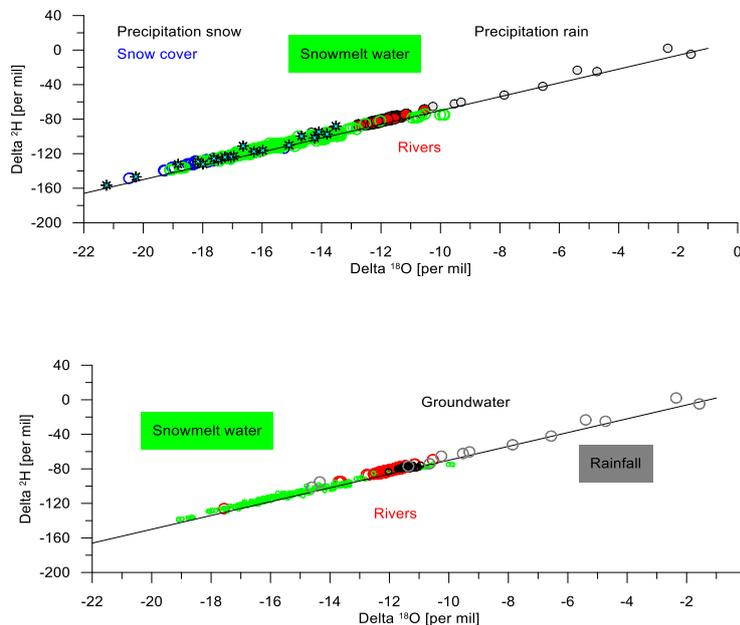 40
Precipitation snow Precipitation rain
Snow cover Snowmelt water
0
-40
-80
Rivers
-120
-160
-200
Delta ²H [per mil]
-22 -20 -18 -16 -14 -12 -10 -8 -6 -4 -2 0
Delta ¹⁸O [per mil]
40
0
Groundwater
Snowmelt water
-40
Rainfall
-80
Rivers
-120
-160
-200
Delta ²H [per mil]
-22 -20 -18 -16 -14 -12 -10 -8 -6 -4 -2
Delta ¹⁸O [per mil]